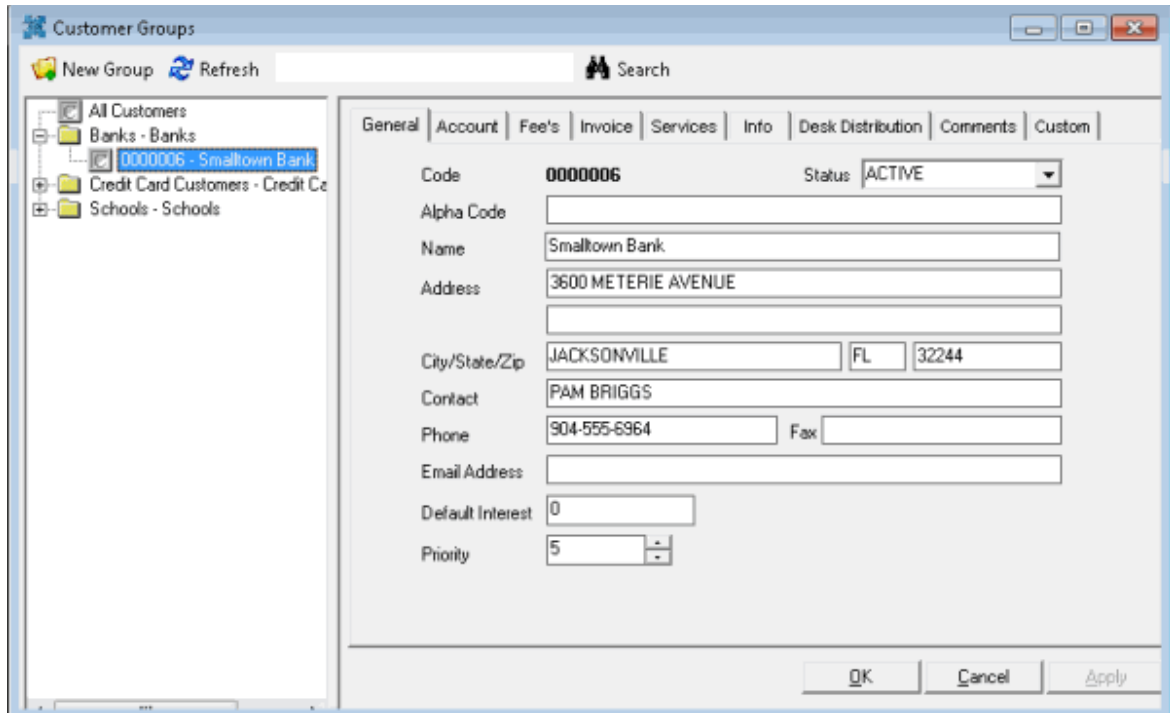 Customer Groups
New Group Refresh Search
All Customers
Banks - Banks
0000006 - Smalltown Bank
Credit Card Customers - Credit Ca
Schools - Schools
General Account Fee's Invoice Services Info Desk Distribution Comments Custom
Code 0000006 Status ACTIVE
Alpha Code
Name Smalltown Bank
Address 3600 METERIE AVENUE
City/State/Zip JACKSONVILLE FL 32244
Contact PAM BRIGGS
Phone 904-555-6964 Fax
Email Address
Default Interest 0
Priority 5
OK Cancel Apply